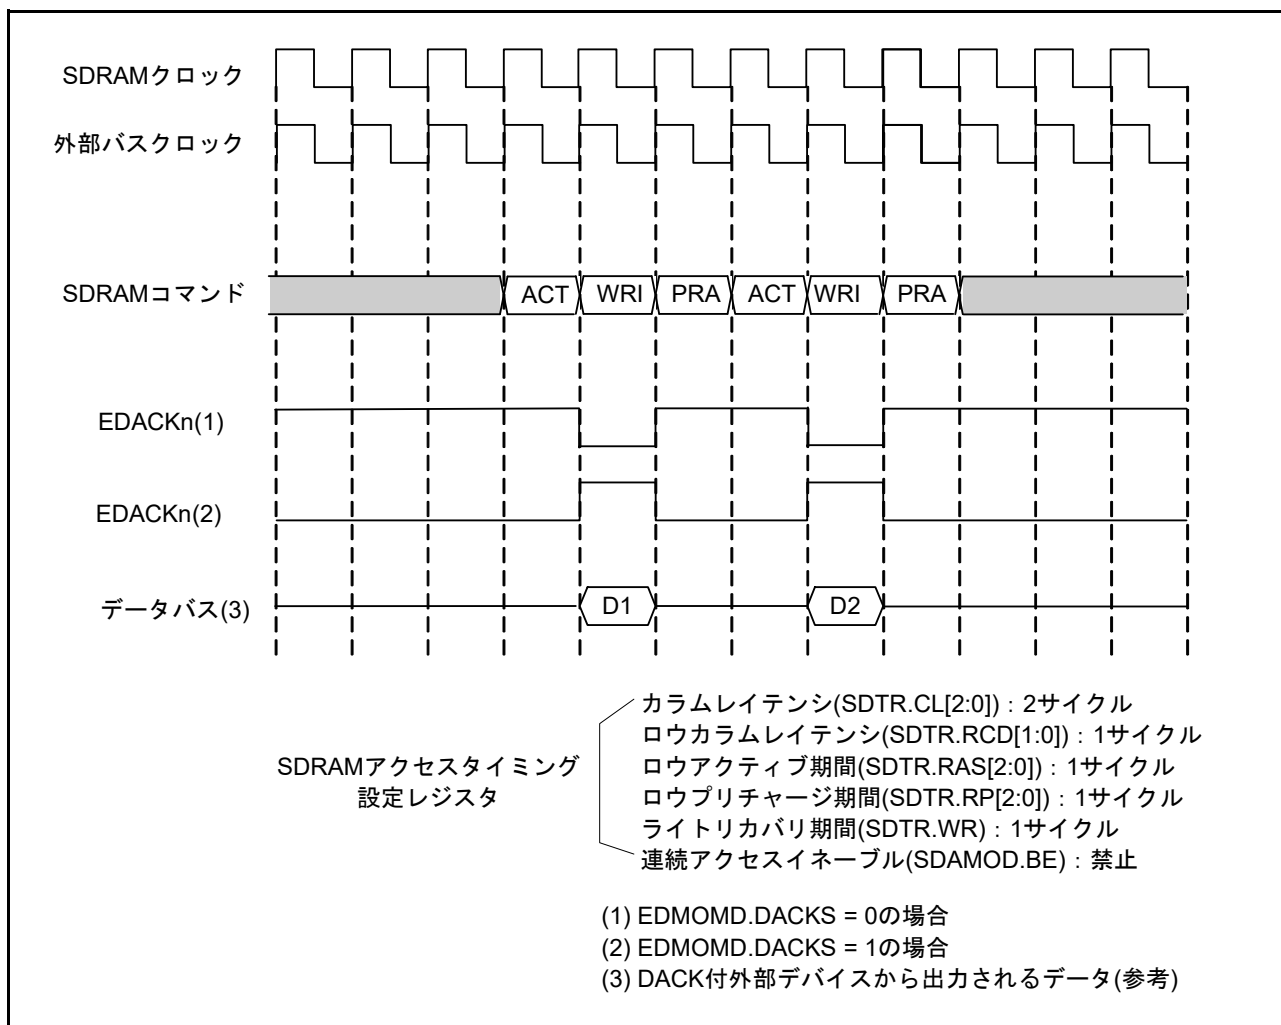 SDRAMクロック
外部バスクロック
SDRAMコマンド
ACT WRI PRA ACT WRI PRA
EDACKn(1)
EDACKn(2)
データバス(3)
D1 D2
SDRAMアクセスタイミング
設定レジスタ
カラムレイテンシ(SDTR.CL[2:0])：2サイクル
ロウカラムレイテンシ(SDTR.RCD[1:0])：1サイクル
ロウアクティブ期間(SDTR.RAS[2:0])：1サイクル
ロウプリチャージ期間(SDTR.RP[2:0])：1サイクル
ライトリカバリ期間(SDTR.WR)：1サイクル
連続アクセスイネーブル(SDAMOD.BE)：禁止
(1) EDMOMD.DACKS = 0の場合
(2) EDMOMD.DACKS = 1の場合
(3) DACK付外部デバイスから出力されるデータ(参考)